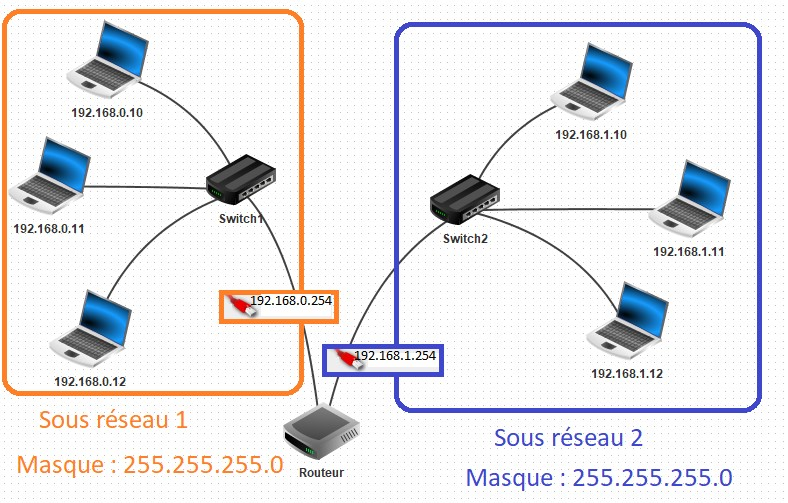 192.168.0.10
192.168.0.11
192.168.0.12
Switch1
192.168.0.254
Sous réseau 1
Masque : 255.255.255.0
Routeur
192.168.1.254
192.168.1.10
Switch2
192.168.1.11
192.168.1.12
Sous réseau 2
Masque : 255.255.255.0